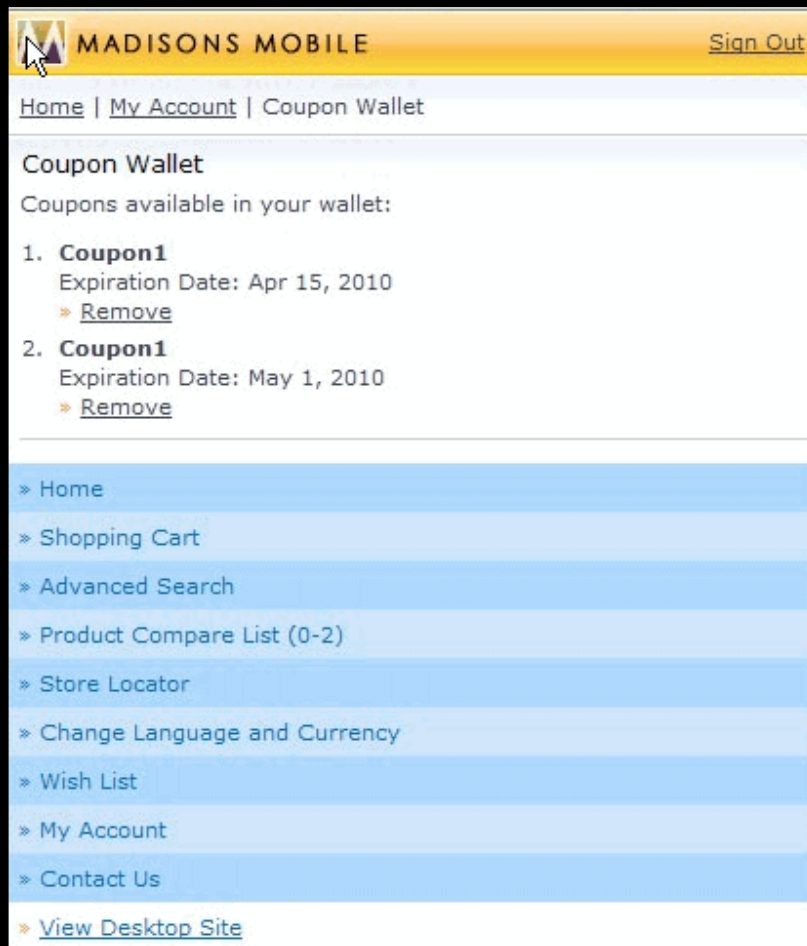 MADISONS MOBILE Sign Out
Home | My Account | Coupon Wallet
Coupon Wallet
Coupons available in your wallet:
1. Coupon1
Expiration Date: Apr 15, 2010
» Remove
2. Coupon1
Expiration Date: May 1, 2010
» Remove
» Home
» Shopping Cart
» Advanced Search
» Product Compare List (0-2)
» Store Locator
» Change Language and Currency
» Wish List
» My Account
» Contact Us
» View Desktop Site